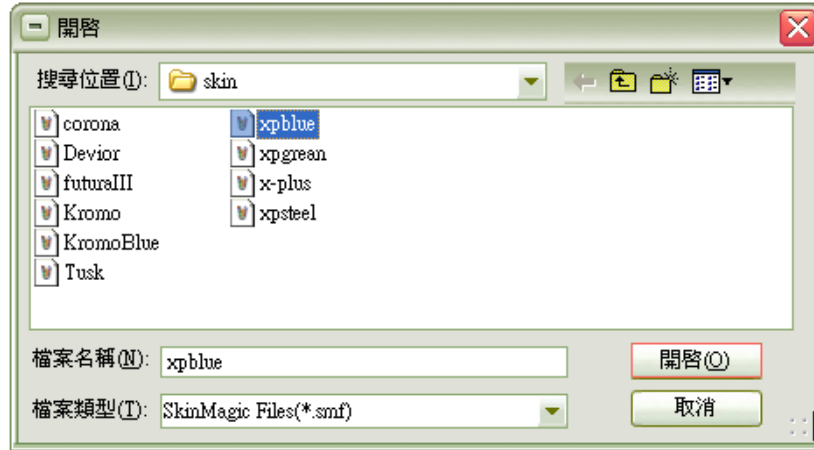 開啓
搜尋位置(I): skin
corona
Devior
futuraIII
Kromo
KromoBlue
Tusk
xpblue
xpgrean
x-plus
xpsteel
檔案名稱(N): xpblue
開啓(O)
檔案類型(T): SkinMagic Files(*.smf)
取消